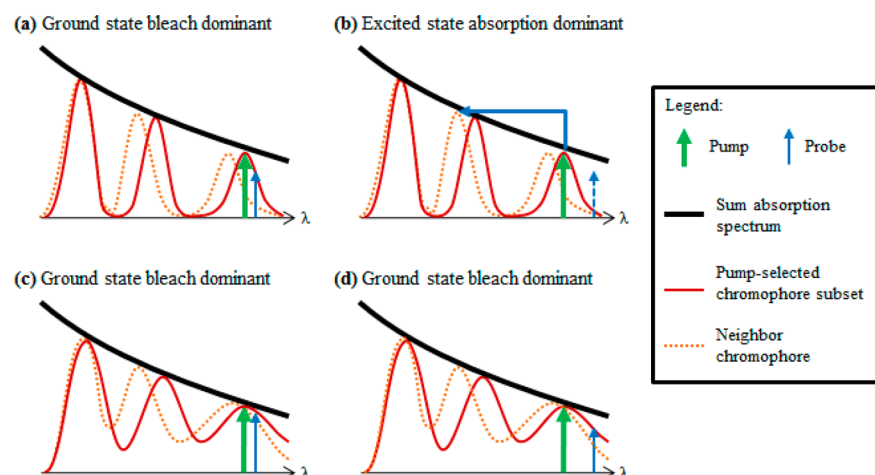 (a) Ground state bleach dominant
(b) Excited state absorption dominant
λ
λ
(c) Ground state bleach dominant
(d) Ground state bleach dominant
λ
λ
Legend:
Pump
Probe
Sum absorption
spectrum
Pump-selected
chromophore subset
Neighbor
chromophore